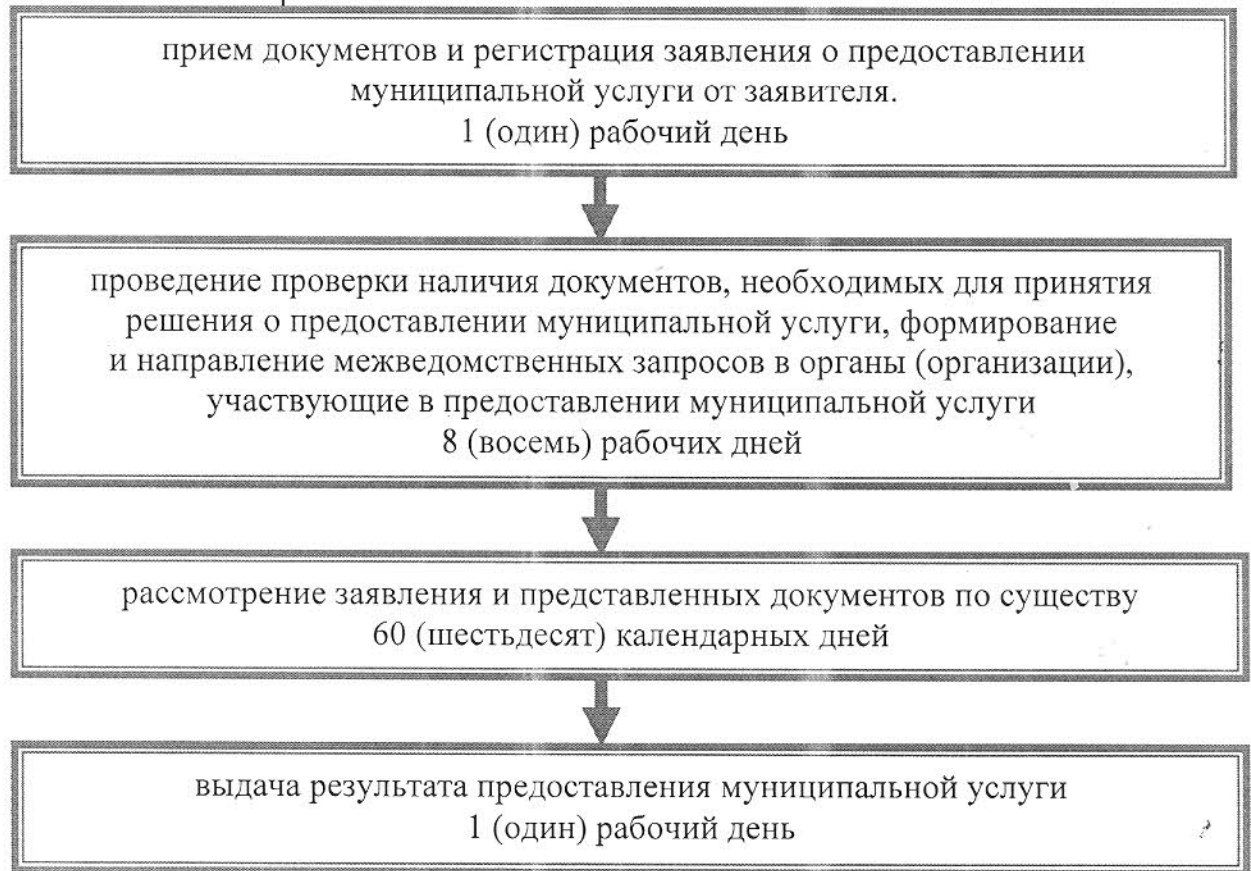 прием документов и регистрация заявления о предоставлении
муниципальной услуги от заявителя.
1 (один) рабочий день
проведение проверки наличия документов, необходимых для принятия
решения о предоставлении муниципальной услуги, формирование
и направление межведомственных запросов в органы (организации),
участвующие в предоставлении муниципальной услуги
8 (восемь) рабочих дней
рассмотрение заявления и представленных документов по существу
60 (шестьдесят) календарных дней
выдача результата предоставления муниципальной услуги
1 (один) рабочий день